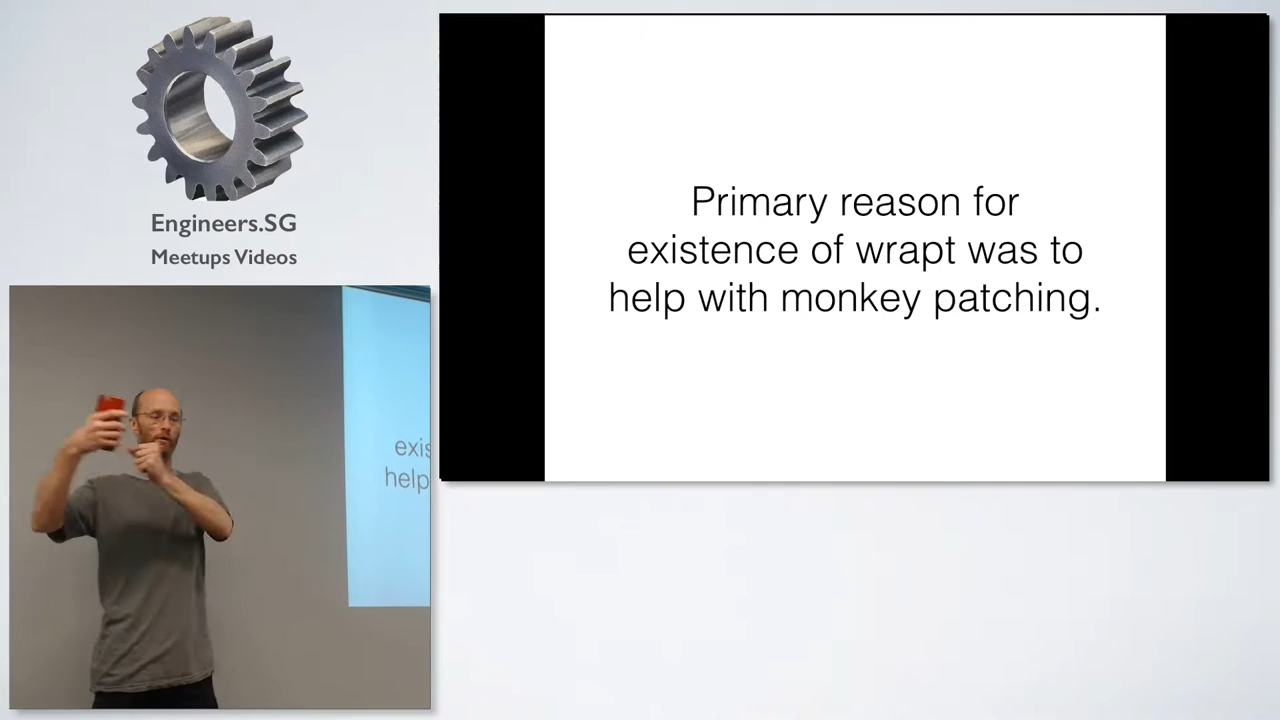 Engineers.SG
Meetups Videos
Primary reason for
existence of wrapt was to
help with monkey patching.
exis
help